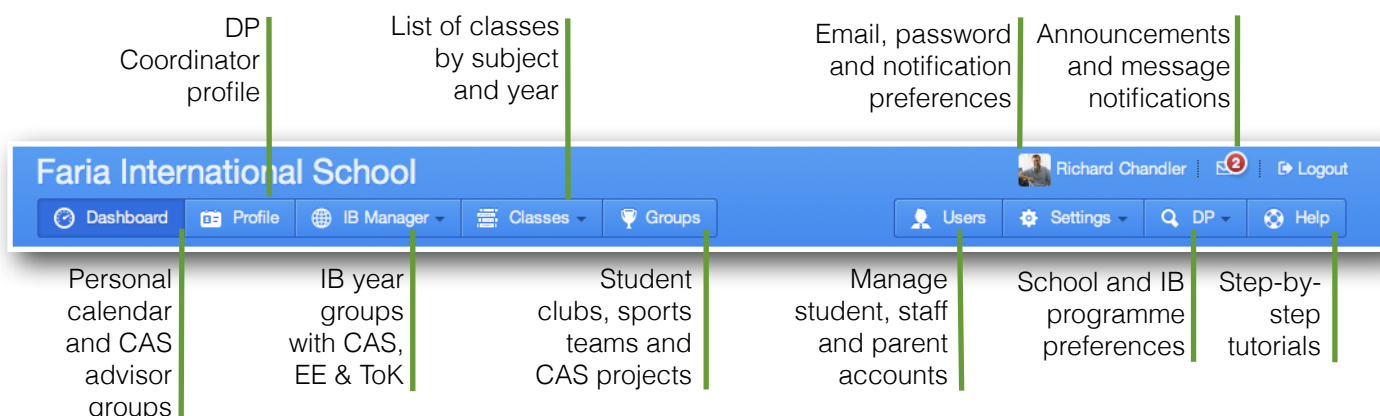 DP
Coordinator
profile
List of classes
by subject
and year
Email, password
and notification
preferences
Announcements
and message
notifications
Faria International School
Richard Chandler
2
Logout
Dashboard
Profile
IB Manager
Classes
Groups
Users
Settings
DP
Help
Personal
calendar
and CAS
advisor
groups
IB year
groups
with CAS,
EE & ToK
Student
clubs, sports
teams and
CAS projects
Manage
student, staff
and parent
accounts
School and IB
programme
preferences
Step-by-
step
tutorials